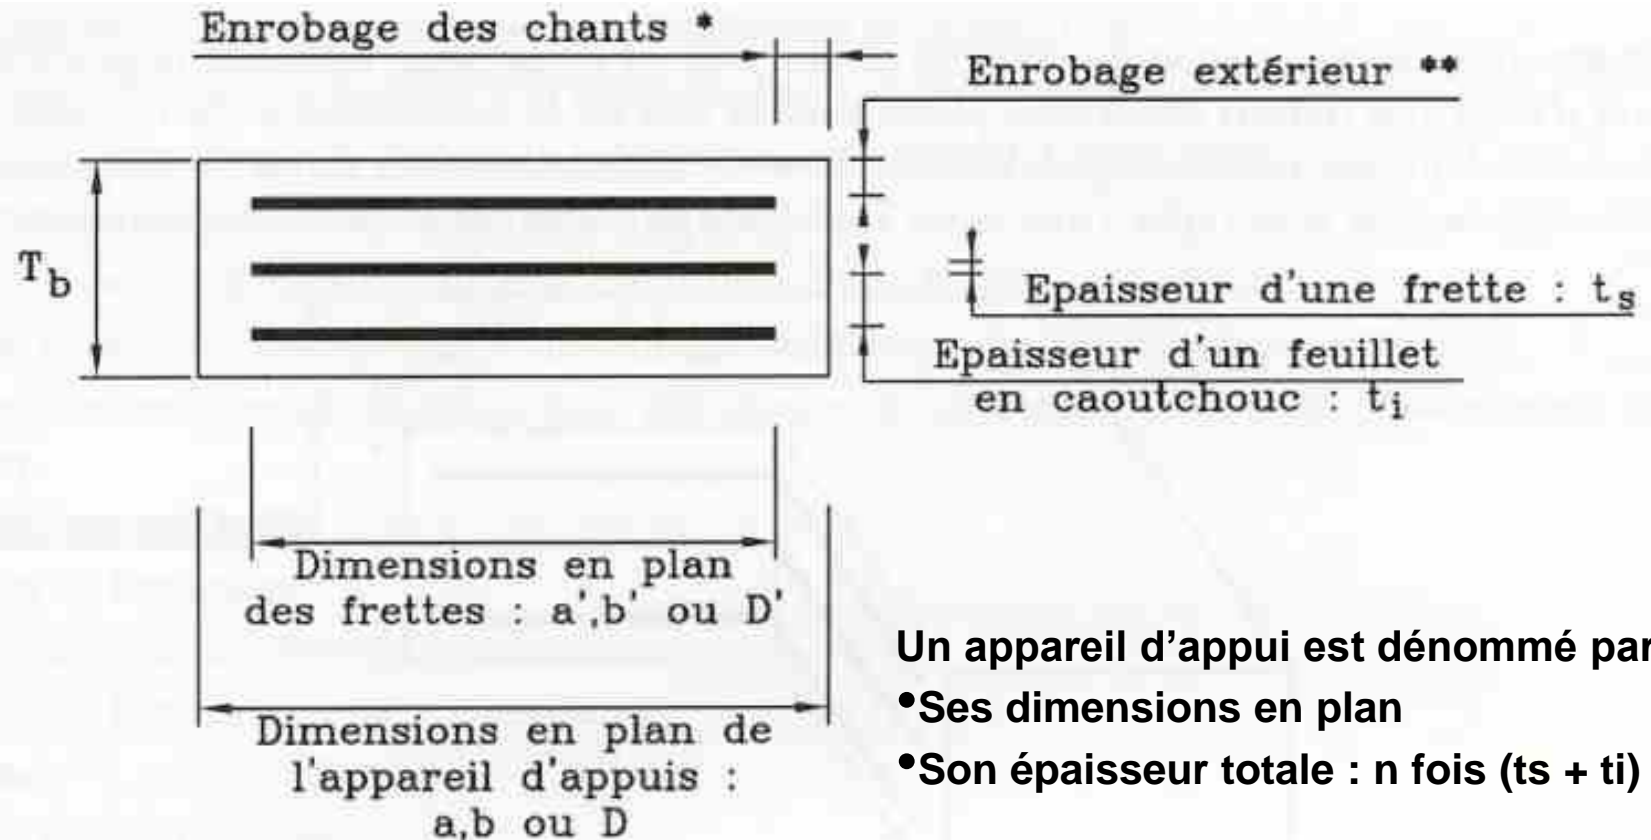 Enrobage des chants *
Enrobage extérieur **
T_b
Epaisseur d'une frette : t_s
Epaisseur d'un feuillet
en caoutchouc : t_i
Dimensions en plan
des frettes : a',b' ou D'
Dimensions en plan de
l'appareil d'appuis :
a,b ou D
Un appareil d’appui est dénommé par
•Ses dimensions en plan
•Son épaisseur totale : n fois (ts + ti)